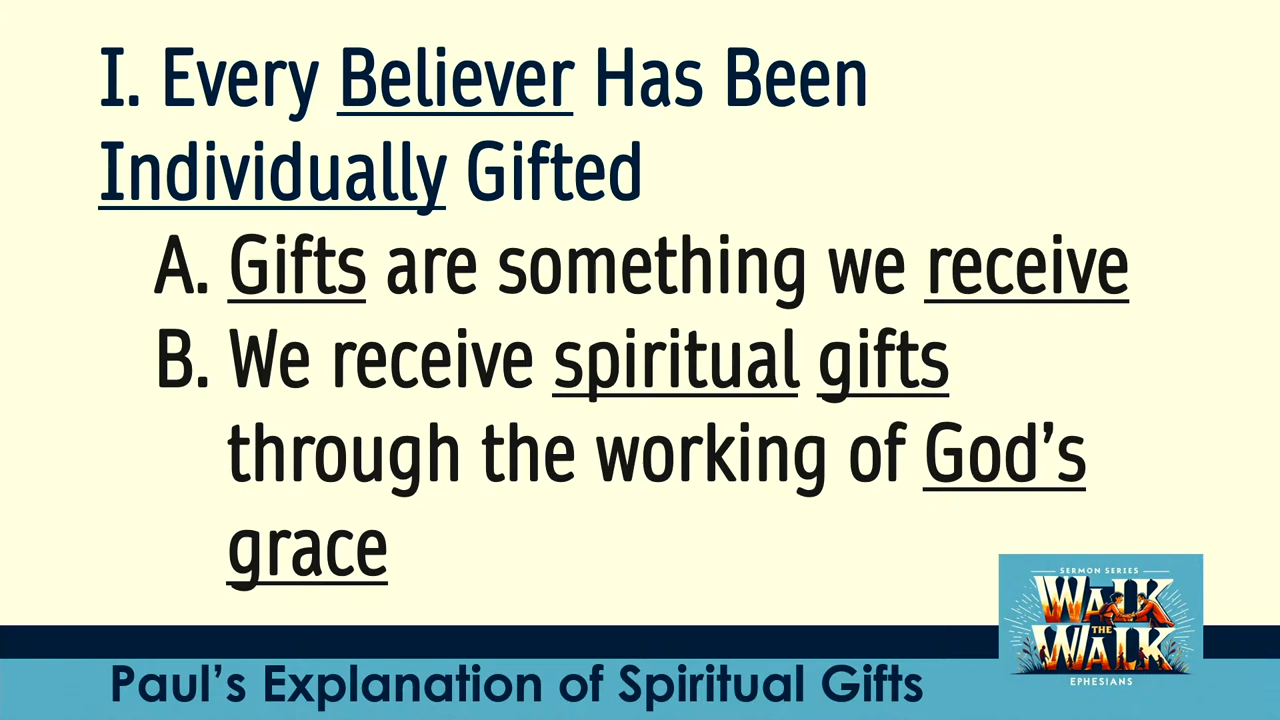 I. Every Believer Has Been
Individually Gifted
A. Gifts are something we receive
B. We receive spiritual gifts
through the working of God’s
grace
SERMON SERIES
WALK
THE
WALK
EPHESIANS
Paul’s Explanation of Spiritual Gifts